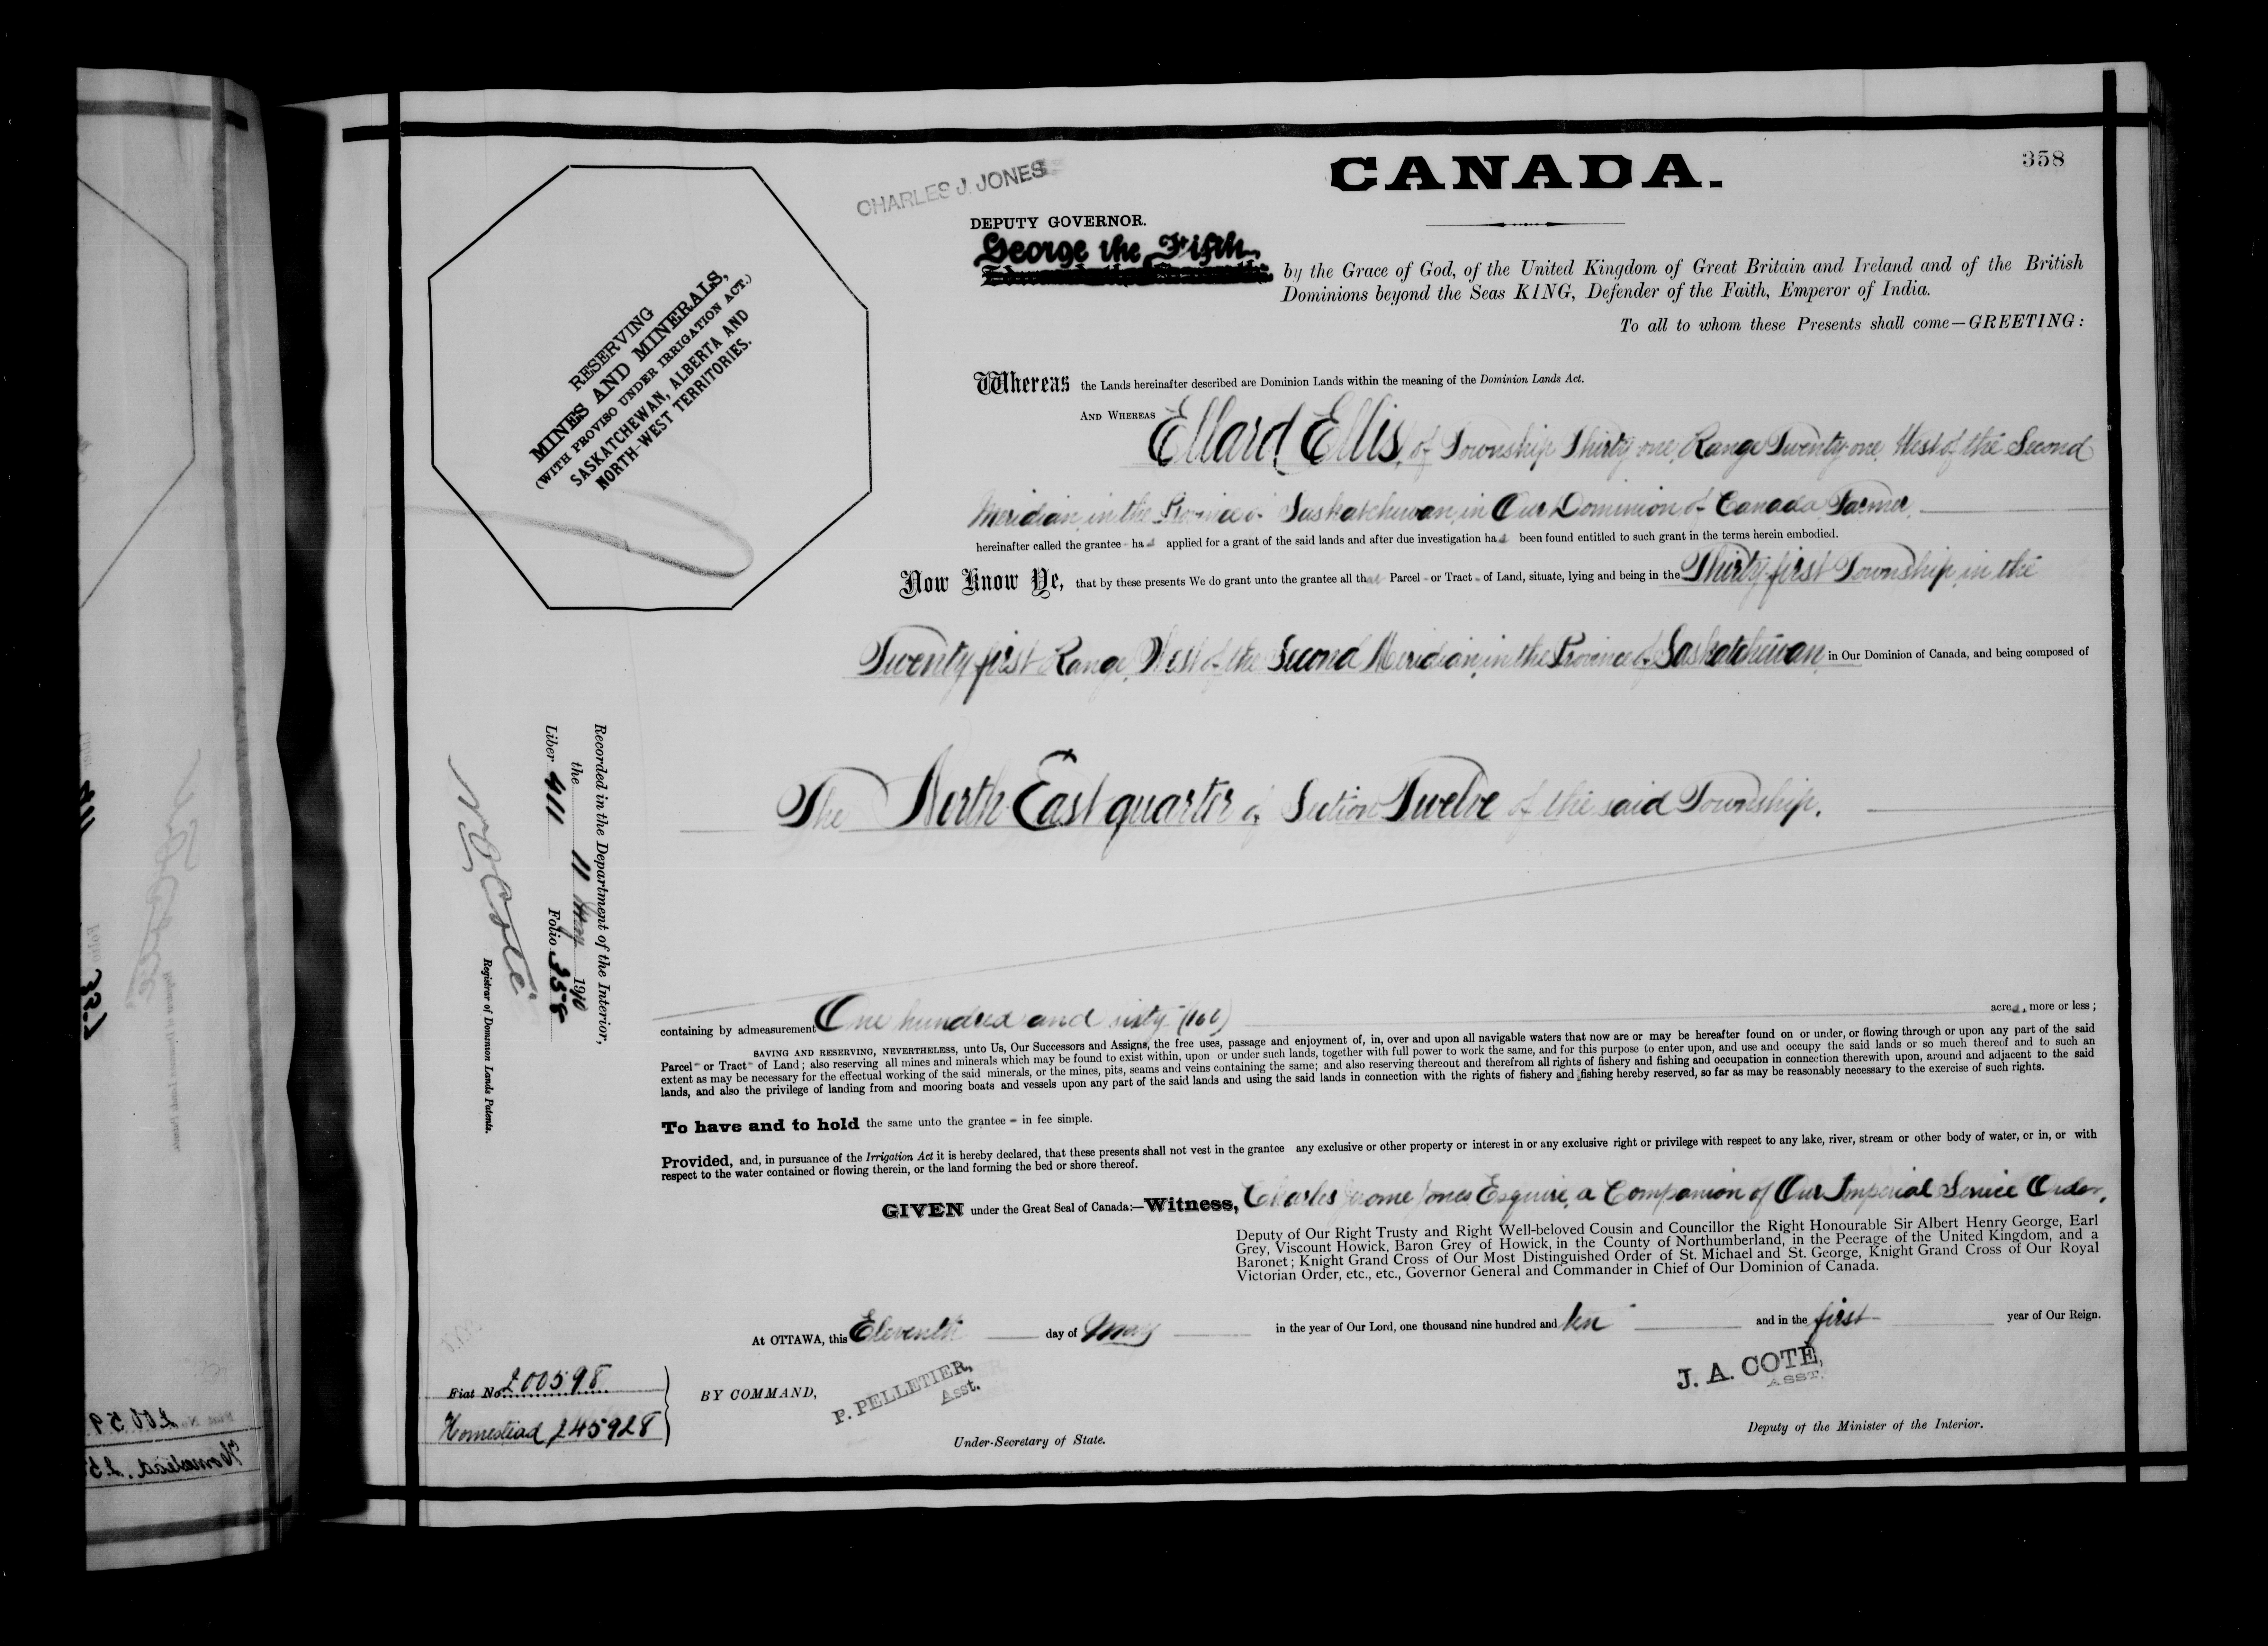 358
CANADA.
CHARLES J. JONES
DEPUTY GOVERNOR.
George the Fifth
by the Grace of God, of the United Kingdom of Great Britain and Ireland and of the British
Dominions beyond the Seas KING, Defender of the Faith, Emperor of India.
To all to whom these Presents shall come—GREETING:
RESERVING
MINES AND MINERALS,
(WITH PROVISO UNDER IRRIGATION ACT.)
SASKATCHEWAN, ALBERTA AND
NORTH-WEST TERRITORIES.
Whereas the Lands hereinafter described are Dominion Lands within the meaning of the Dominion Lands Act.
AND WHEREAS Ellard Ellis, of Township Thirty one, Range Twenty one, West of the Second
Meridian, in the Province of Saskatchewan, in Our Dominion of Canada, Farmer,
hereinafter called the grantee - has applied for a grant of the said lands and after due investigation has been found entitled to such grant in the terms herein embodied.
Now Know Ye, that by these presents We do grant unto the grantee all that Parcel - or Tract - of Land, situate, lying and being in the Thirty-first Township, in the
Twenty first Range, West of the Second Meridian, in the Province of Saskatchewan, in Our Dominion of Canada, and being composed of
The North East quarter of Section Twelve of the said Township.
containing by admeasurement One hundred and sixty (160) acres, more or less;
SAVING AND RESERVING, NEVERTHELESS, unto Us, Our Successors and Assigns, the free uses, passage and enjoyment of, in, over and upon all navigable waters that now are or may be hereafter found on or under, or flowing through or upon any part of the said
Parcel - or Tract - of Land; also reserving all mines and minerals which may be found to exist within, upon or under such lands, together with full power to work the same, and for this purpose to enter upon, and use and occupy the said lands or so much thereof and to such an
extent as may be necessary for the effectual working of the said minerals, or the mines, pits, seams and veins containing the same; and also reserving thereout and therefrom all rights of fishery and fishing and occupation in connection therewith upon, around and adjacent to the said
lands, and also the privilege of landing from and mooring boats and vessels upon any part of the said lands and using the said lands in connection with the rights of fishery and fishing hereby reserved, so far as may be reasonably necessary to the exercise of such rights.
To have and to hold the same unto the grantee - in fee simple.
Provided, and, in pursuance of the Irrigation Act it is hereby declared, that these presents shall not vest in the grantee any exclusive or other property or interest in or any exclusive right or privilege with respect to any lake, river, stream or other body of water, or in, or with
respect to the water contained or flowing therein, or the land forming the bed or shore thereof.
GIVEN under the Great Seal of Canada:—Witness, Charles Jerome Jones, Esquire, a Companion of Our Imperial Service Order,
Deputy of Our Right Trusty and Right Well-beloved Cousin and Councillor the Right Honourable Sir Albert Henry George, Earl
Grey, Viscount Howick, Baron Grey of Howick, in the County of Northumberland, in the Peerage of the United Kingdom, and a
Baronet; Knight Grand Cross of Our Most Distinguished Order of St. Michael and St. George, Knight Grand Cross of Our Royal
Victorian Order, etc., etc., Governor General and Commander in Chief of Our Dominion of Canada.
At OTTAWA, this Eleventh day of May in the year of Our Lord, one thousand nine hundred and ten and in the first year of Our Reign.
BY COMMAND,
P. PELLETIER,
Asst.
Under-Secretary of State.
J. A. COTÉ,
ASST.
Deputy of the Minister of the Interior.
Recorded in the Department of the Interior,
the 11 May 1910
Liber 411 Folio 358
N O Coté
Registrar of Dominion Lands Patents.
Fiat No. 200598
Homestead 245928